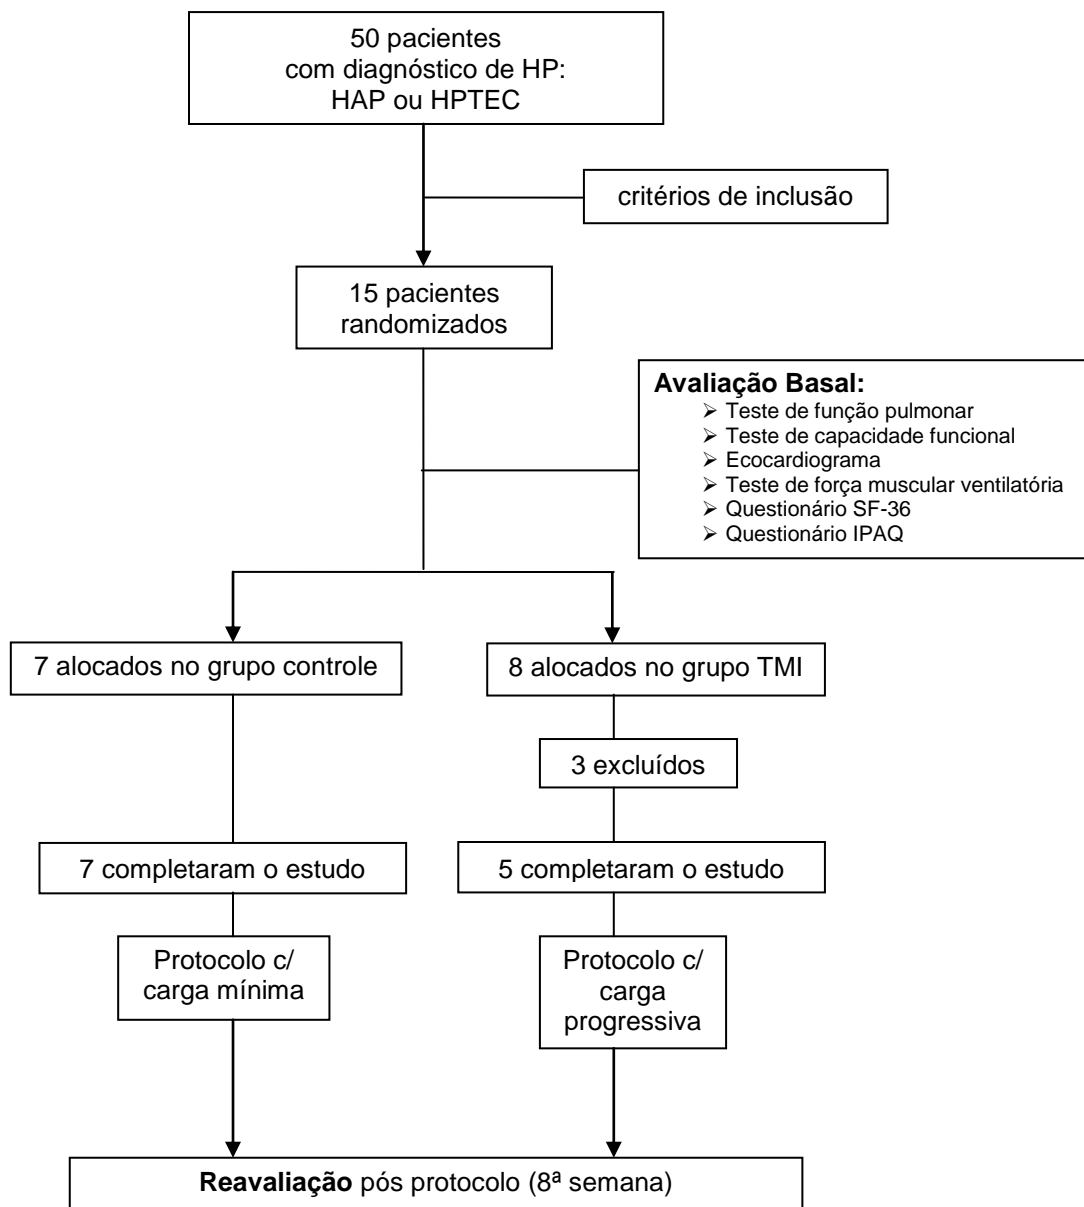 50 pacientes
com diagnóstico de HP:
HAP ou HPTEC
critérios de inclusão
15 pacientes
randomizados
Avaliação Basal:
➢ Teste de função pulmonar
➢ Teste de capacidade funcional
➢ Ecocardiograma
➢ Teste de força muscular ventilatória
➢ Questionário SF-36
➢ Questionário IPAQ
7 alocados no grupo controle
8 alocados no grupo TMI
3 excluídos
7 completaram o estudo
5 completaram o estudo
Protocolo c/
carga mínima
Protocolo c/
carga
progressiva
Reavaliação pós protocolo (8ª semana)